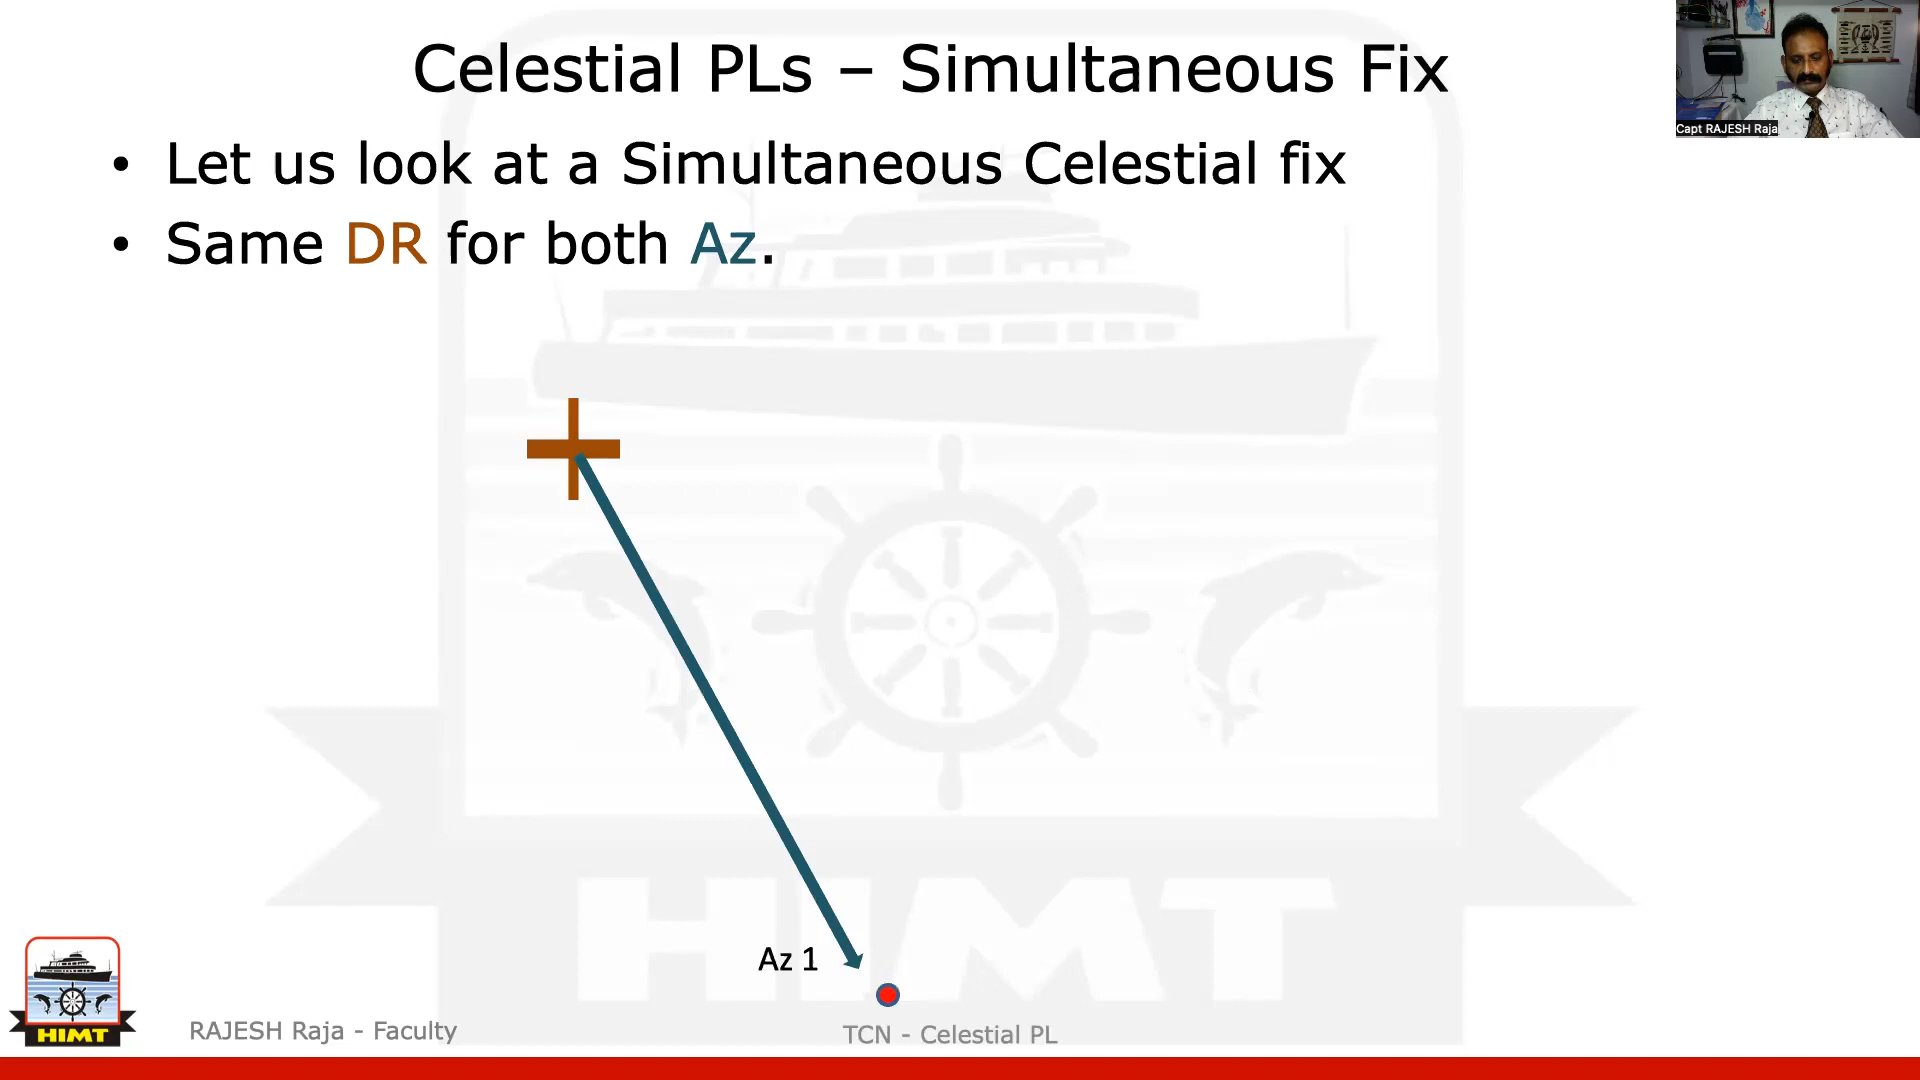 Celestial PLs – Simultaneous Fix
Capt RAJESH Raja
• Let us look at a Simultaneous Celestial fix
• Same DR for both Az.
Az 1
HIMT
HIMT
RAJESH Raja - Faculty
TCN - Celestial PL